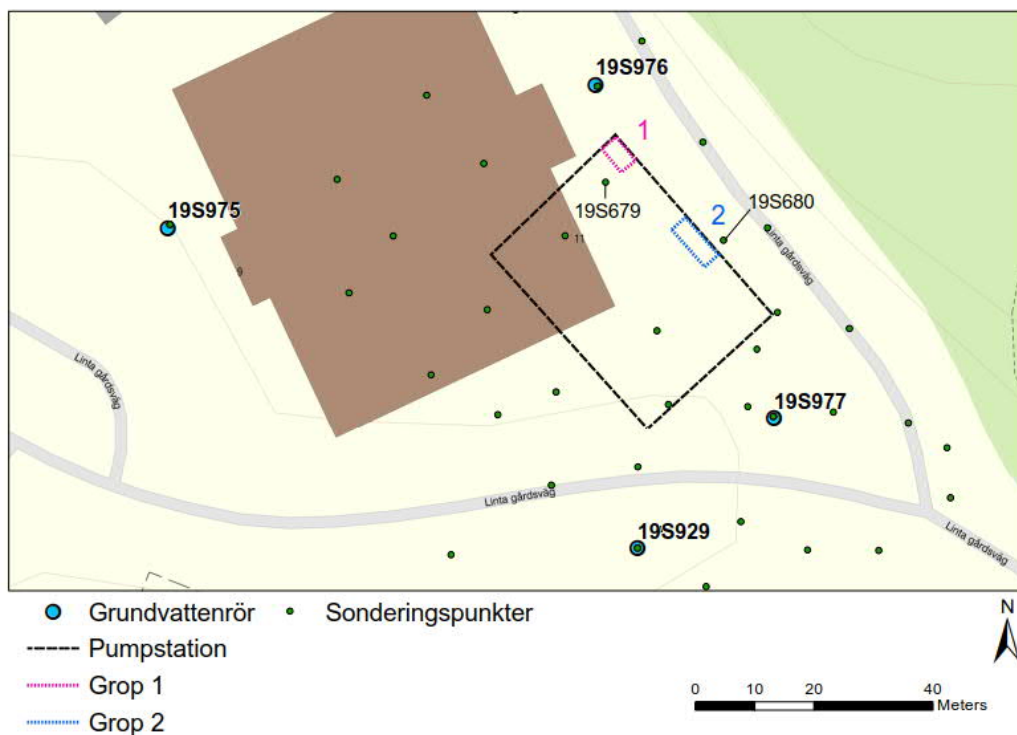 19S976
1
19S679
2
19S680
19S975
11
9
Linta gårdsväg
Linta gårdsväg
19S977
Linta gårdsväg
19S929
Linta gårdsväg
Grundvattenrör
Sonderingspunkter
Pumpstation
Grop 1
Grop 2
N
0 10 20 40
Meters